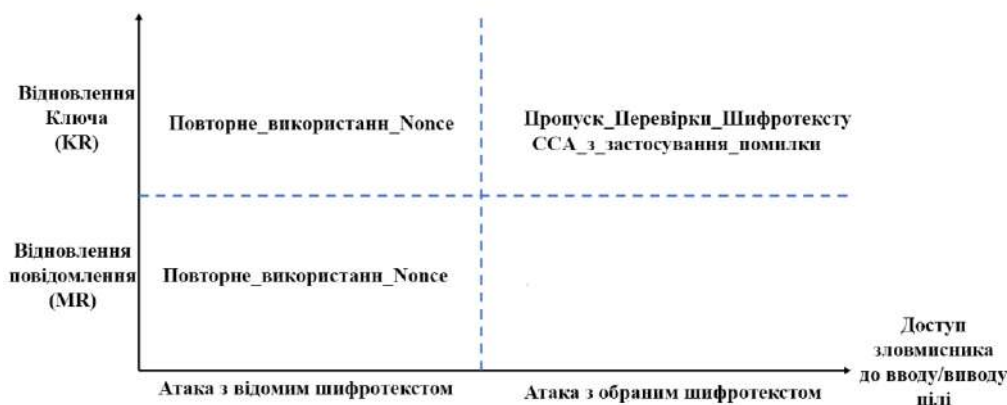 Відновлення
Ключа
(KR)
Повторне_використанн_Nonce
Пропуск_Перевірки_Шифротексту
CCA_з_застосування_помилки
Відновлення
повідомлення
(MR)
Повторне_використанн_Nonce
Доступ
зловмисника
до вводу/виводу
цілі
Атака з відомим шифротекстом
Атака з обраним шифротекстом